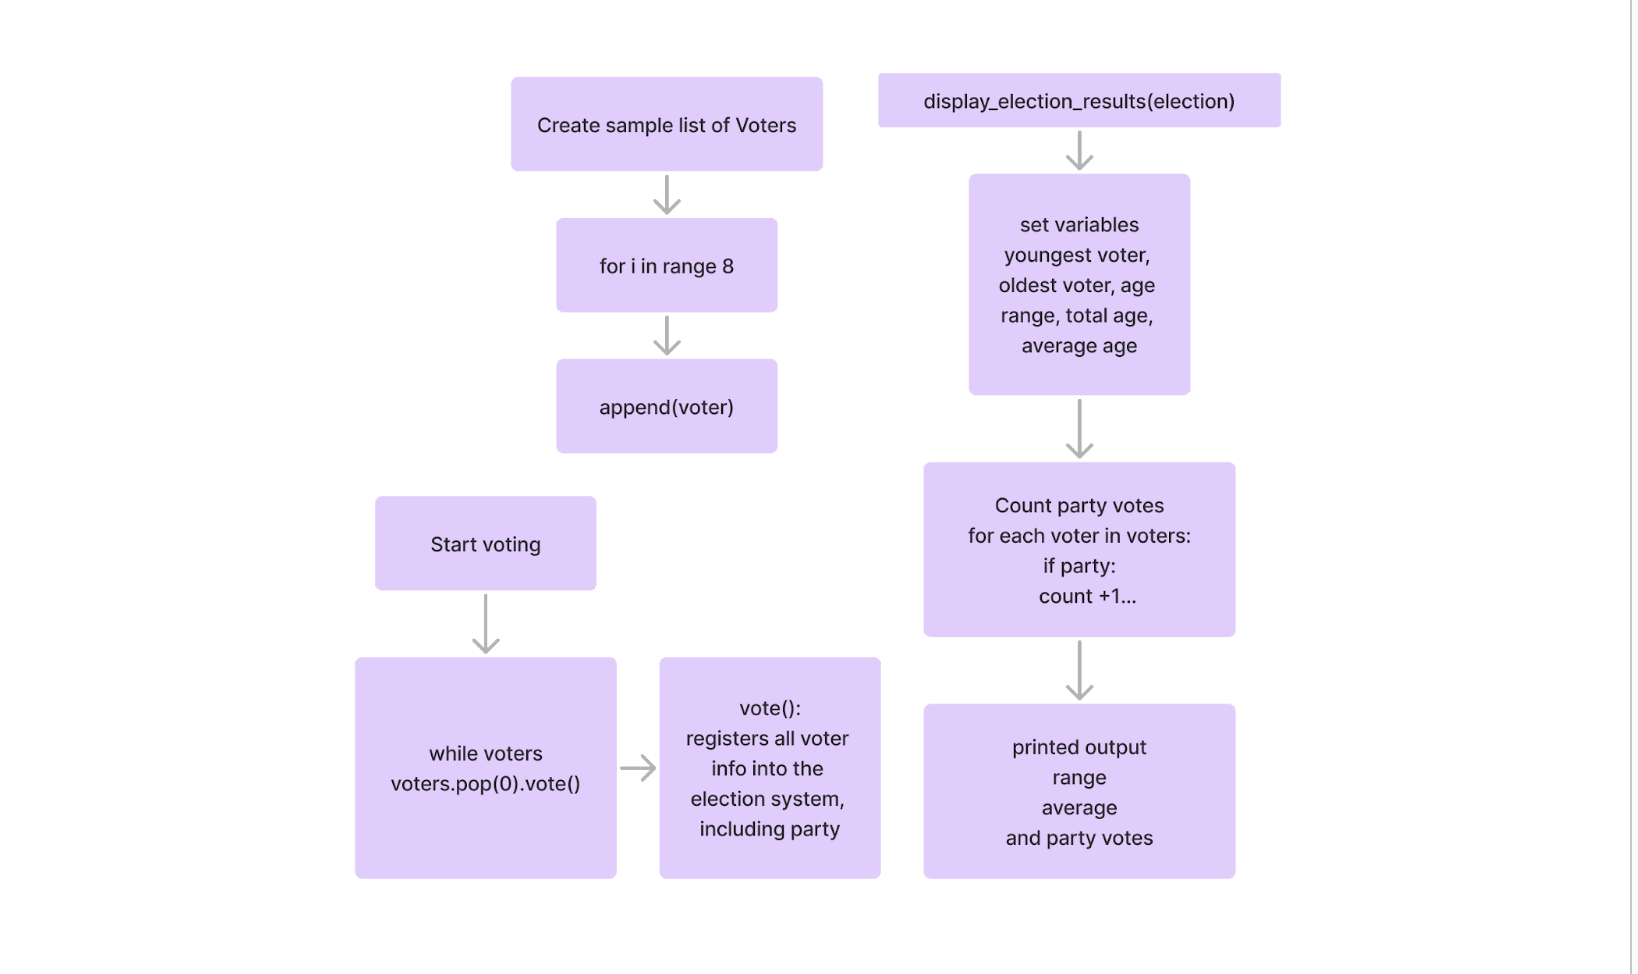 Create sample list of Voters
for i in range 8
append(voter)
Start voting
while voters
voters.pop(0).vote()
vote():
registers all voter
info into the
election system,
including party
display_election_results(election)
set variables
youngest voter,
oldest voter, age
range, total age,
average age
Count party votes
for each voter in voters:
if party:
count +1...
printed output
range
average
and party votes